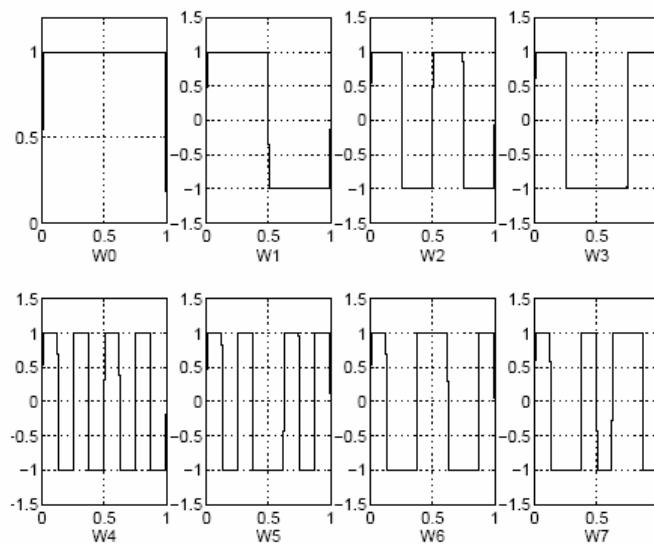 1.5 1.5 1.5
1 1 1 1
0.5 0.5 0.5
0 0 0
0.5
−0.5 −0.5 −0.5
−1 −1 −1
0 −1.5 −1.5 −1.5
0 0.5 1 0 0.5 1 0 0.5 1 0 0.5 1
W0 W1 W2 W3
1.5 1.5 1.5 1.5
1 1 1 1
0.5 0.5 0.5 0.5
0 0 0 0
-0.5 −0.5 −0.5 −0.5
−1 −1 −1 −1
-1.5 −1.5 −1.5 −1.5
0 0.5 1 0 0.5 1 0 0.5 1 0 0.5 1
W4 W5 W6 W7